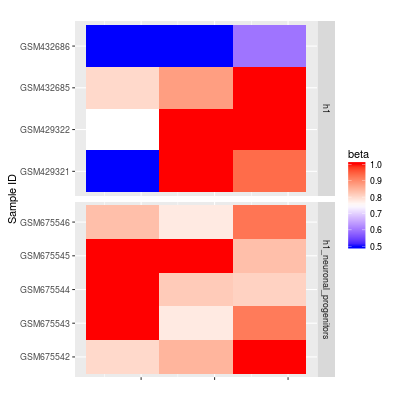 GSM432686
GSM432685
GSM429322
GSM429321
h1
GSM675546
GSM675545
GSM675544
GSM675543
GSM675542
h1_neuronal_progenitors
Sample ID
beta
1.0
0.9
0.8
0.7
0.6
0.5